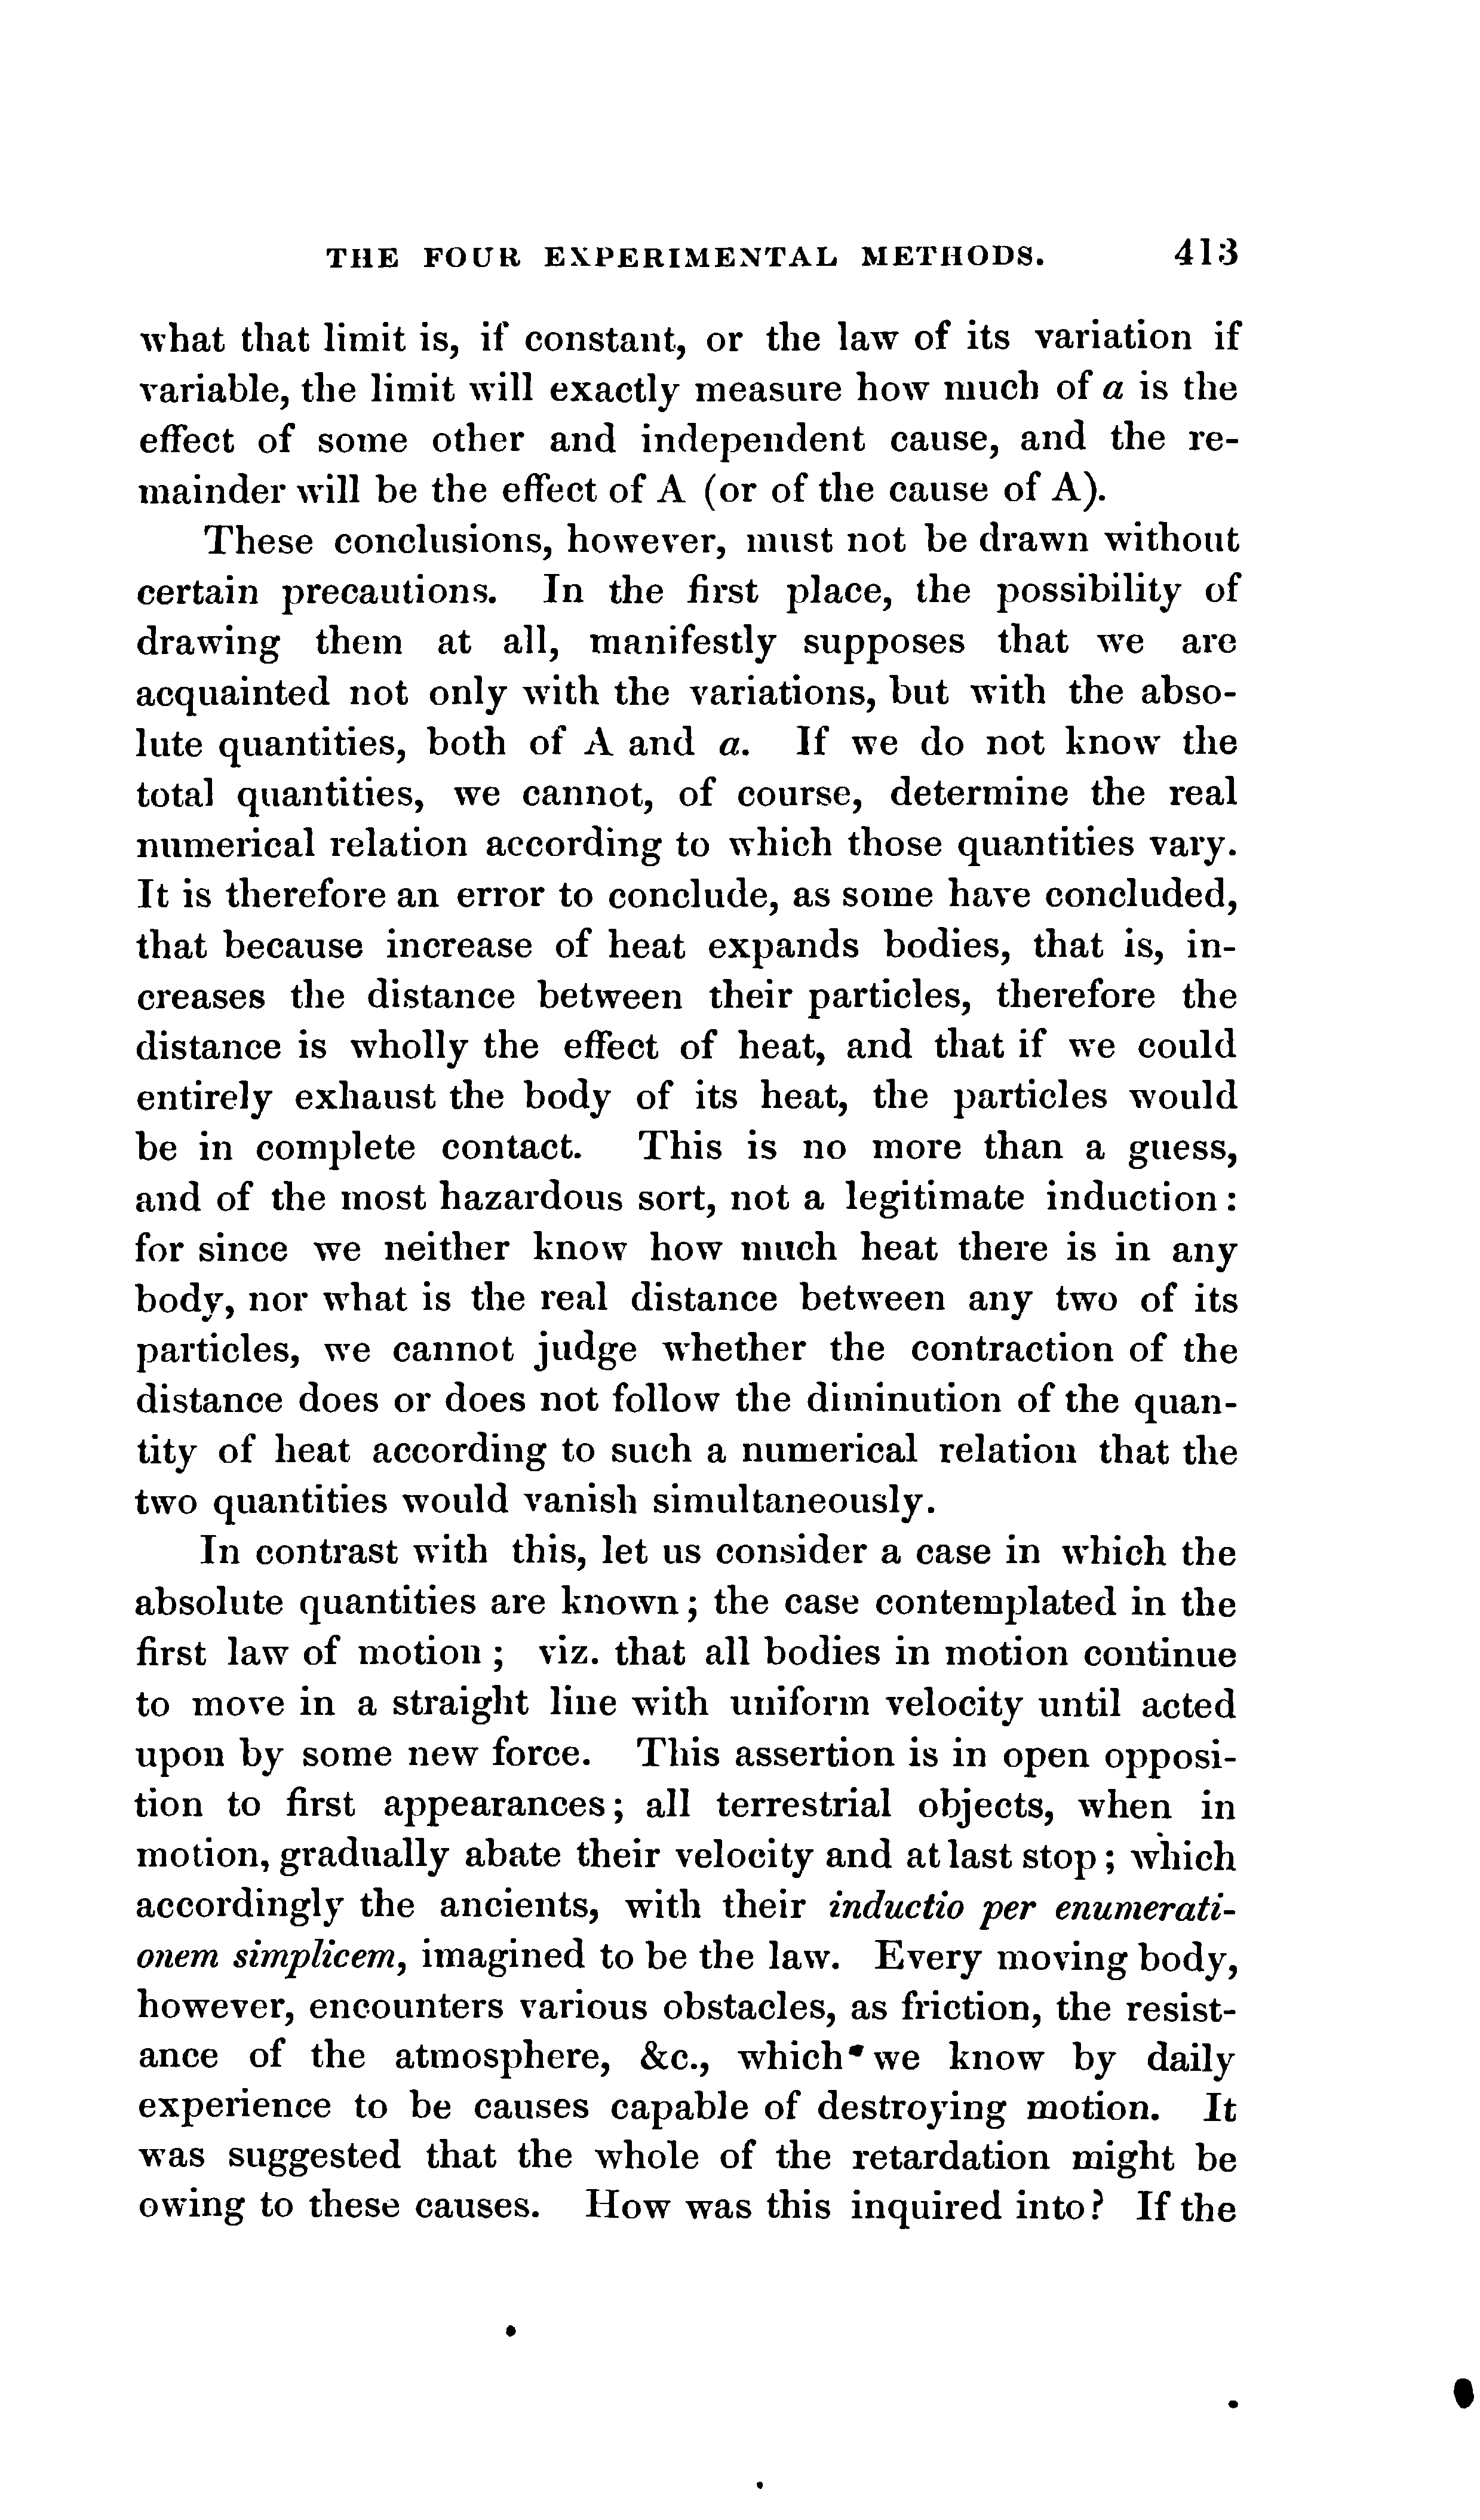 THE FOUR EXPERIMENTAL METHODS. 413
what that limit is, if constant, or the law of its variation if
variable, the limit will exactly measure how much of a is the
effect of some other and independent cause, and the re-
mainder will be the effect of A (or of the cause of A).
These conclusions, however, must not be drawn without
certain precautions. In the first place, the possibility of
drawing them at all, manifestly supposes that we are
acquainted not only with the variations, but with the abso-
lute quantities, both of A and a. If we do not know the
total quantities, we cannot, of course, determine the real
numerical relation according to which those quantities vary.
It is therefore an error to conclude, as some have concluded,
that because increase of heat expands bodies, that is, in-
creases the distance between their particles, therefore the
distance is wholly the effect of heat, and that if we could
entirely exhaust the body of its heat, the particles would
be in complete contact. This is no more than a guess,
and of the most hazardous sort, not a legitimate induction:
for since we neither know how much heat there is in any
body, nor what is the real distance between any two of its
particles, we cannot judge whether the contraction of the
distance does or does not follow the diminution of the quan-
tity of heat according to such a numerical relation that the
two quantities would vanish simultaneously.
In contrast with this, let us consider a case in which the
absolute quantities are known; the case contemplated in the
first law of motion; viz. that all bodies in motion continue
to move in a straight line with uniform velocity until acted
upon by some new force. This assertion is in open opposi-
tion to first appearances; all terrestrial objects, when in
motion, gradually abate their velocity and at last stop; which
accordingly the ancients, with their inductio per enumerati-
onem simplicem, imagined to be the law. Every moving body,
however, encounters various obstacles, as friction, the resist-
ance of the atmosphere, &c., which we know by daily
experience to be causes capable of destroying motion. It
was suggested that the whole of the retardation might be
owing to these causes. How was this inquired into? If the